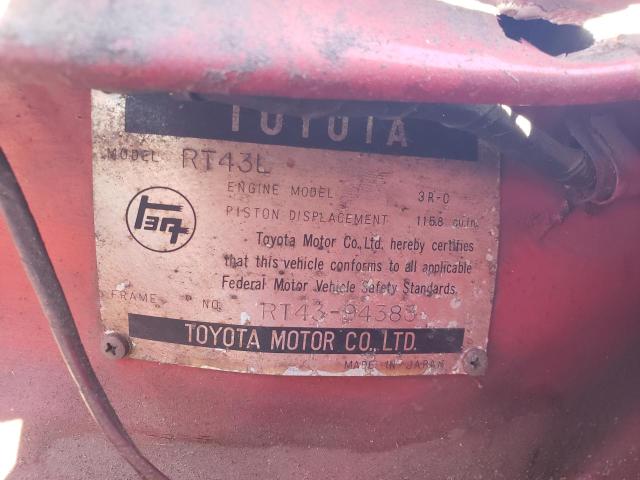 TOYOTA
MODEL RT43L
ENGINE MODEL 3R-C
PISTON DISPLACEMENT 115.8 cu.in.
Toyota Motor Co., Ltd. hereby certifies
that this vehicle conforms to all applicable
Federal Motor Vehicle Safety Standards.
FRAME NO. RT43-94383
TOYOTA MOTOR CO., LTD.
MADE IN JAPAN